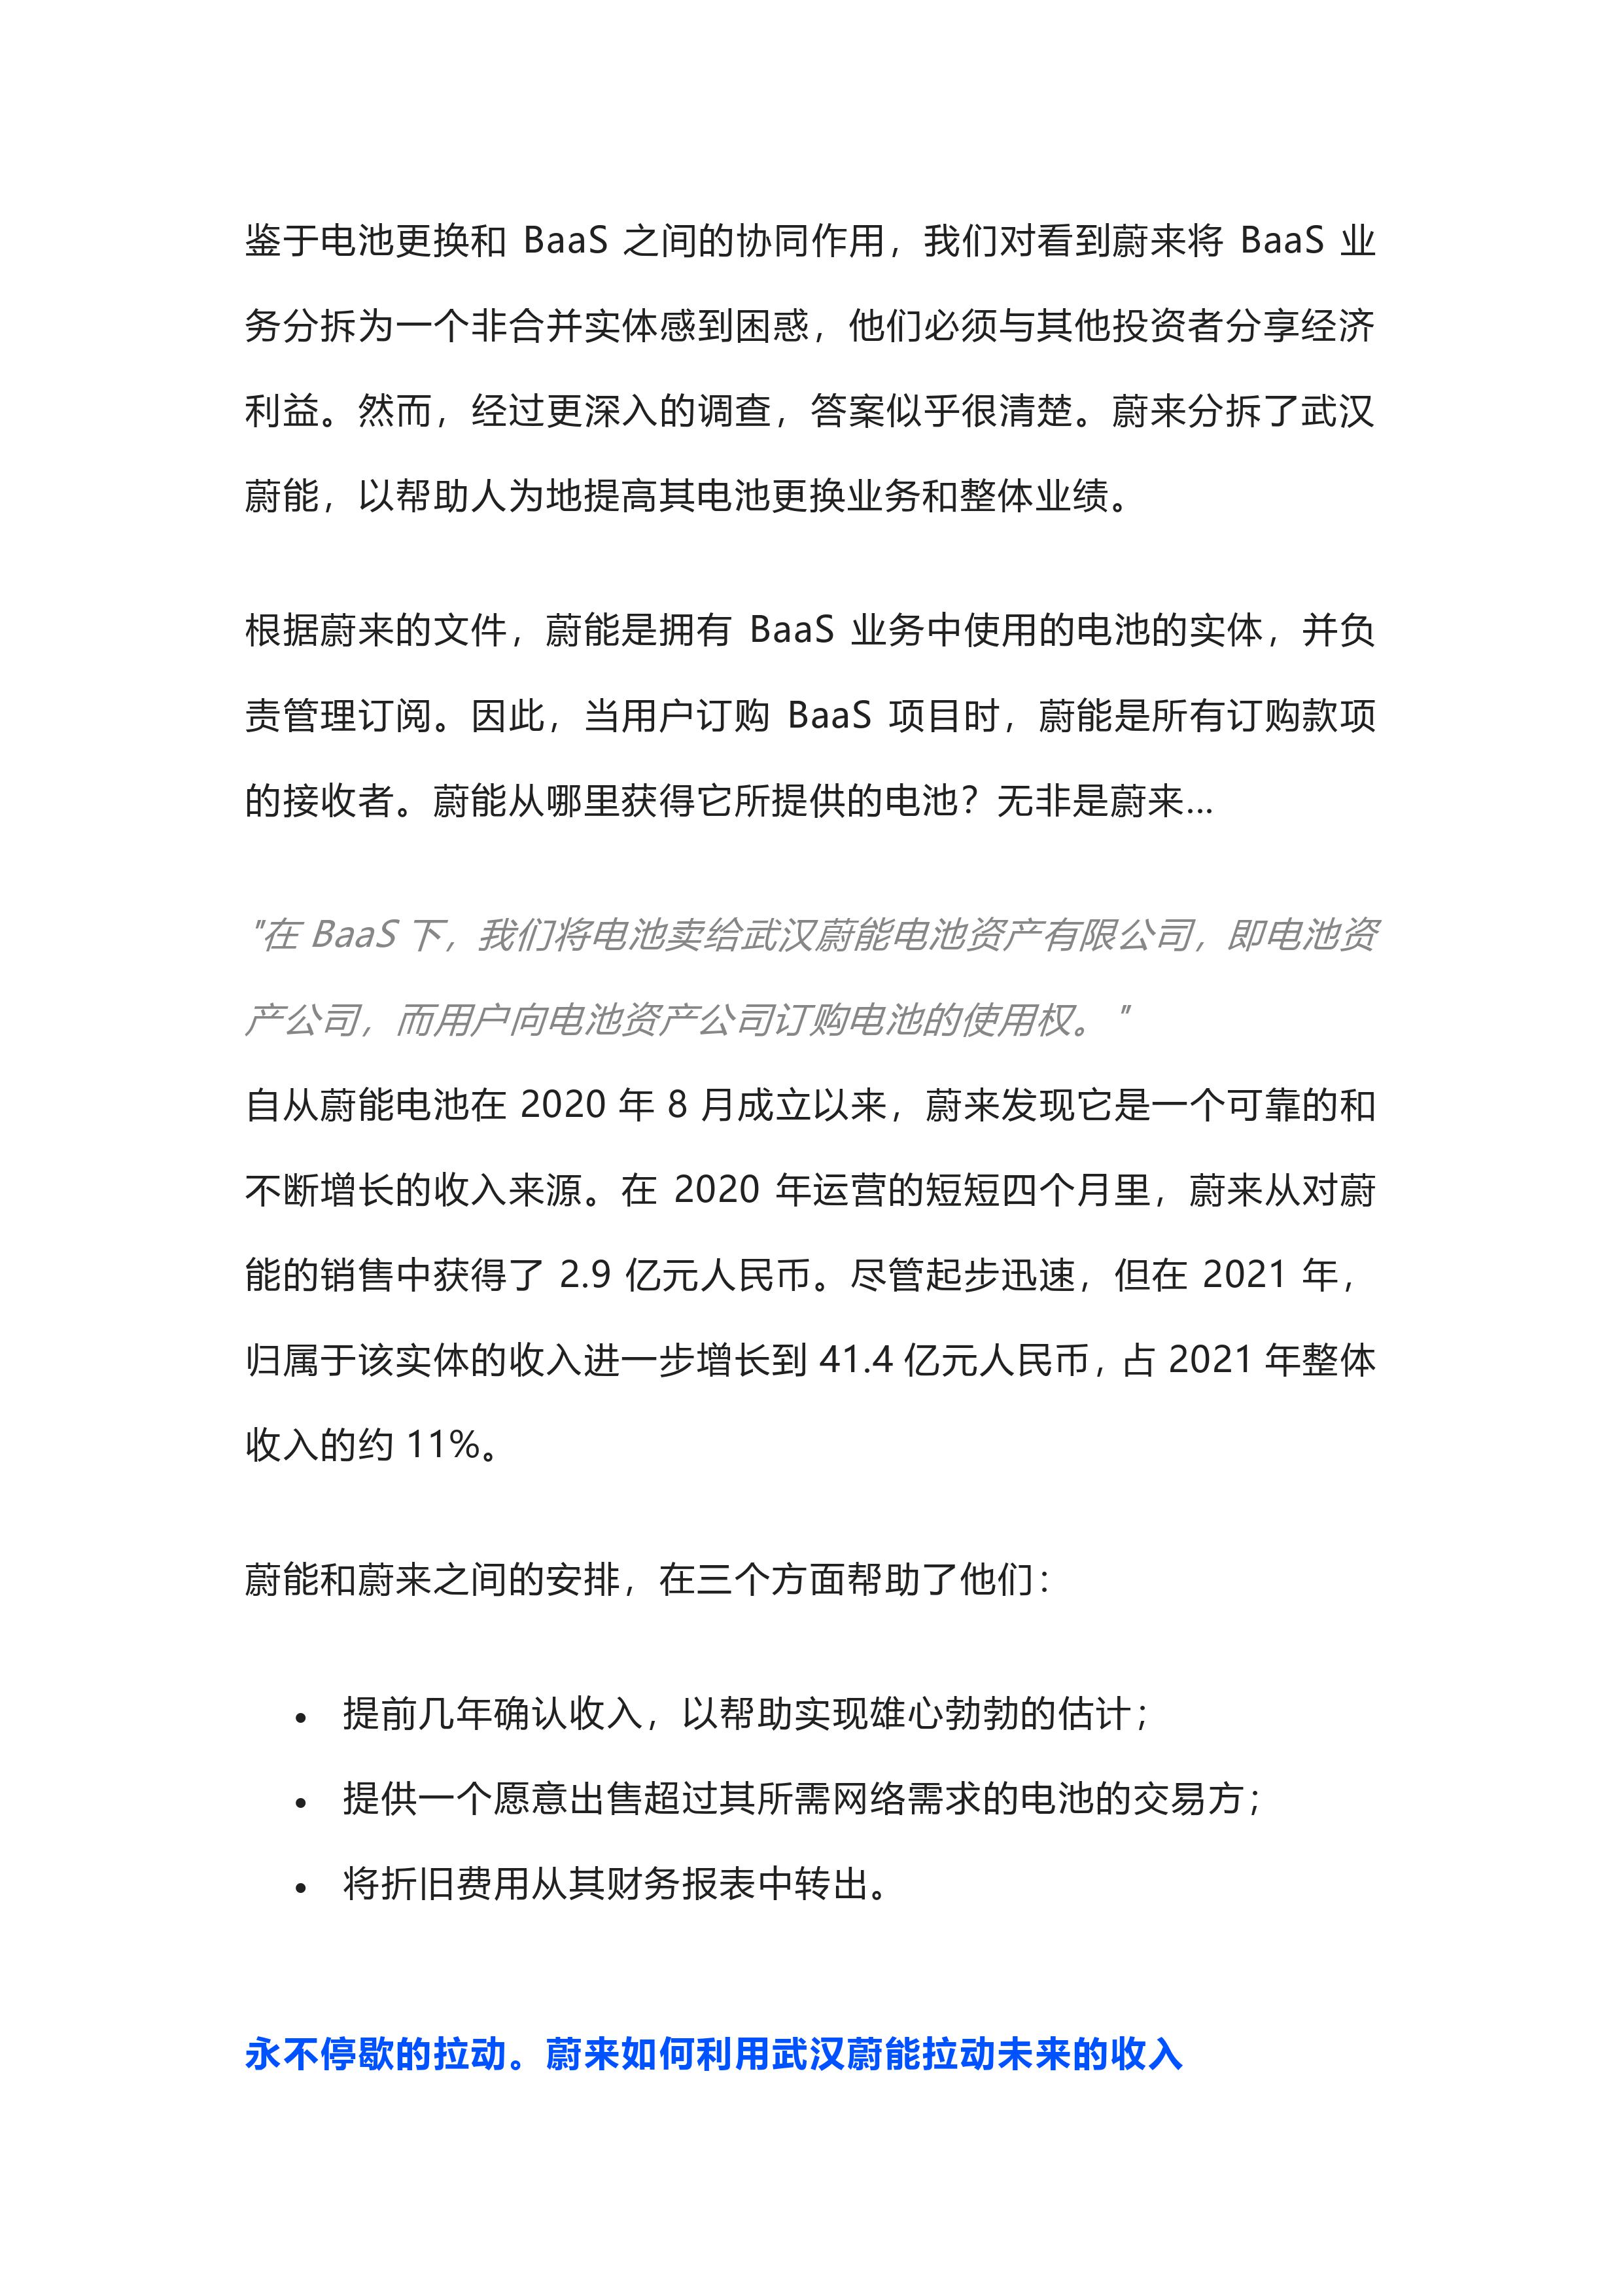 鉴于电池更换和 BaaS 之间的协同作用，我们对看到蔚来将 BaaS 业
务分拆为一个非合并实体感到困惑，他们必须与其他投资者分享经济
利益。然而，经过更深入的调查，答案似乎很清楚。蔚来分拆了武汉
蔚能，以帮助人为地提高其电池更换业务和整体业绩。
根据蔚来的文件，蔚能是拥有 BaaS 业务中使用的电池的实体，并负
责管理订阅。因此，当用户订购 BaaS 项目时，蔚能是所有订购款项
的接收者。蔚能从哪里获得它所提供的电池？无非是蔚来...
"在 BaaS 下，我们将电池卖给武汉蔚能电池资产有限公司，即电池资
产公司，而用户向电池资产公司订购电池的使用权。"
自从蔚能电池在 2020 年 8 月成立以来，蔚来发现它是一个可靠的和
不断增长的收入来源。在 2020 年运营的短短四个月里，蔚来从对蔚
能的销售中获得了 2.9 亿元人民币。尽管起步迅速，但在 2021 年，
归属于该实体的收入进一步增长到 41.4 亿元人民币，占 2021 年整体
收入的约 11%。
蔚能和蔚来之间的安排，在三个方面帮助了他们：
• 提前几年确认收入，以帮助实现雄心勃勃的估计；
• 提供一个愿意出售超过其所需网络需求的电池的交易方；
• 将折旧费用从其财务报表中转出。
永不停歇的拉动。蔚来如何利用武汉蔚能拉动未来的收入